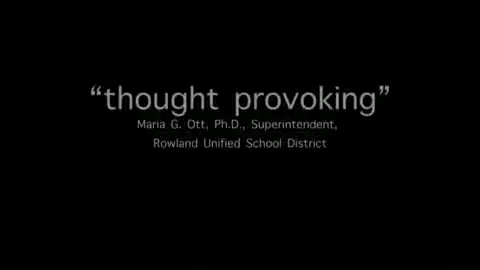 “thought provoking”
Maria G. Ott, Ph.D., Superintendent,
Rowland Unified School District